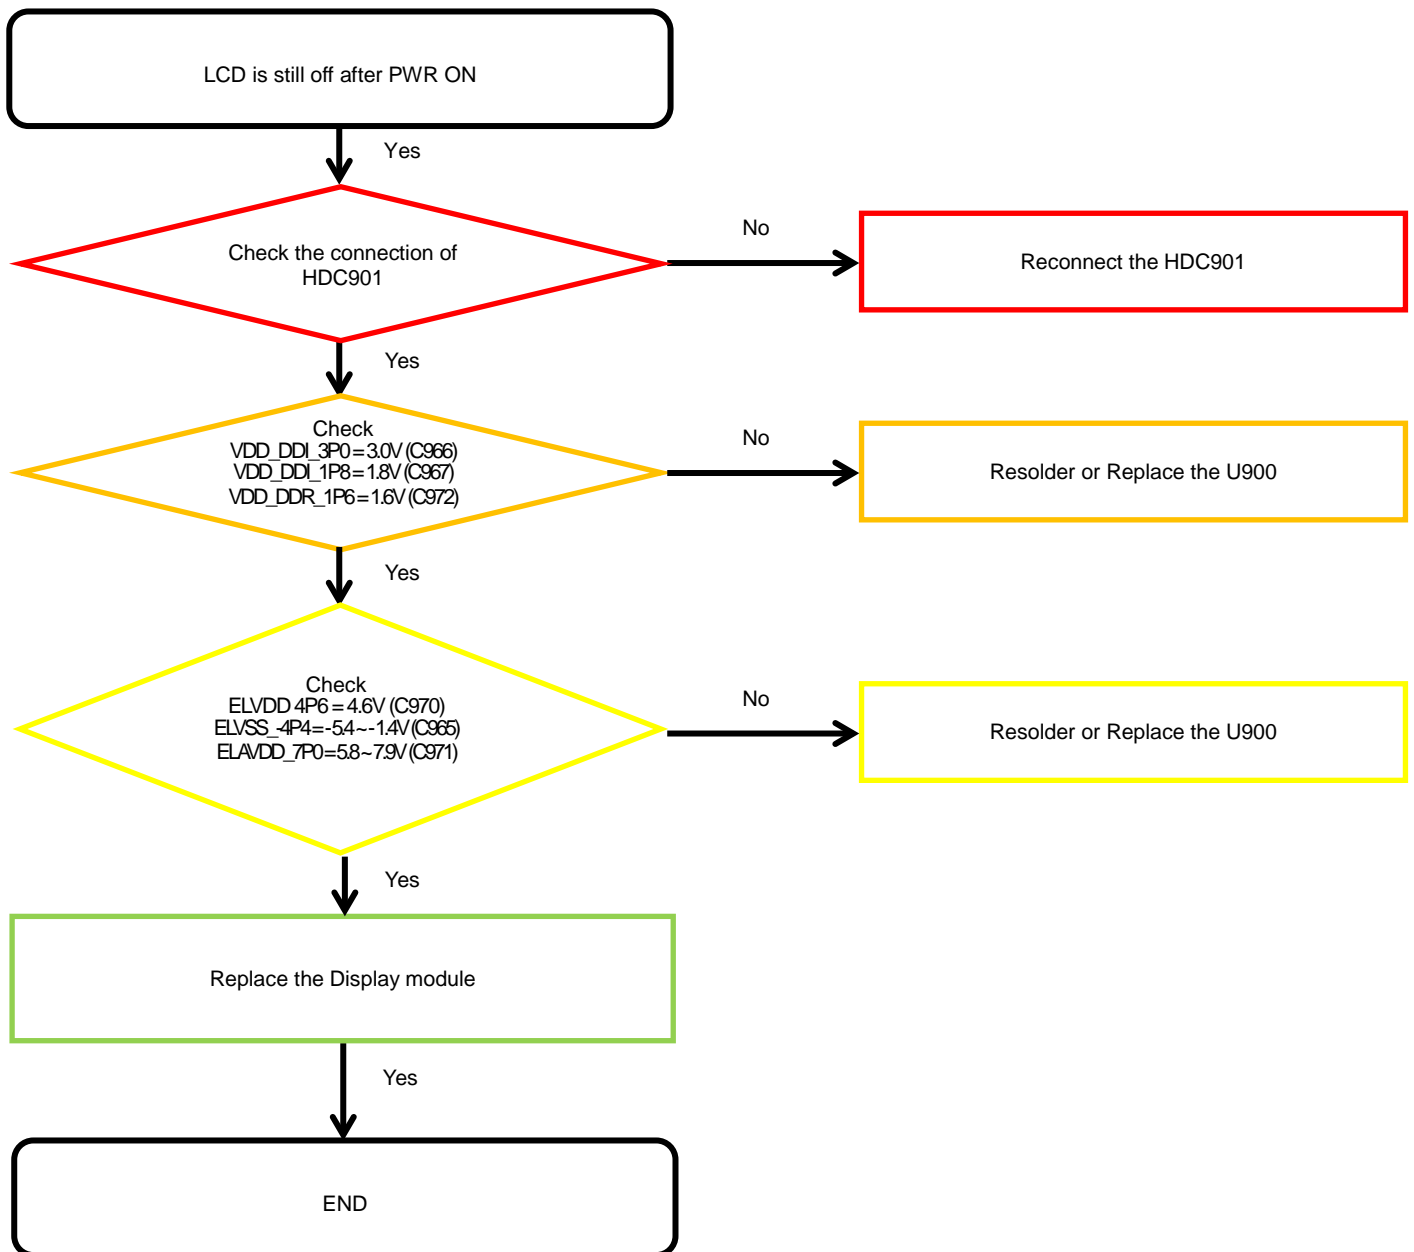 LCD is still off after PWR ON
Yes
Check the connection of
HDC901
No
Reconnect the HDC901
Yes
Check
VDD_DDI_3P0 = 3.0V (C966)
VDD_DDI_1P8 = 1.8V (C967)
VDD_DDR_1P6 = 1.6V (C972)
No
Resolder or Replace the U900
Yes
Check
ELVDD 4P6 = 4.6V (C970)
ELVSS_-4P4 = -5.4 ~ -1.4V (C965)
ELAVDD_7P0 = 5.8 ~ 7.9V (C971)
No
Resolder or Replace the U900
Yes
Replace the Display module
Yes
END